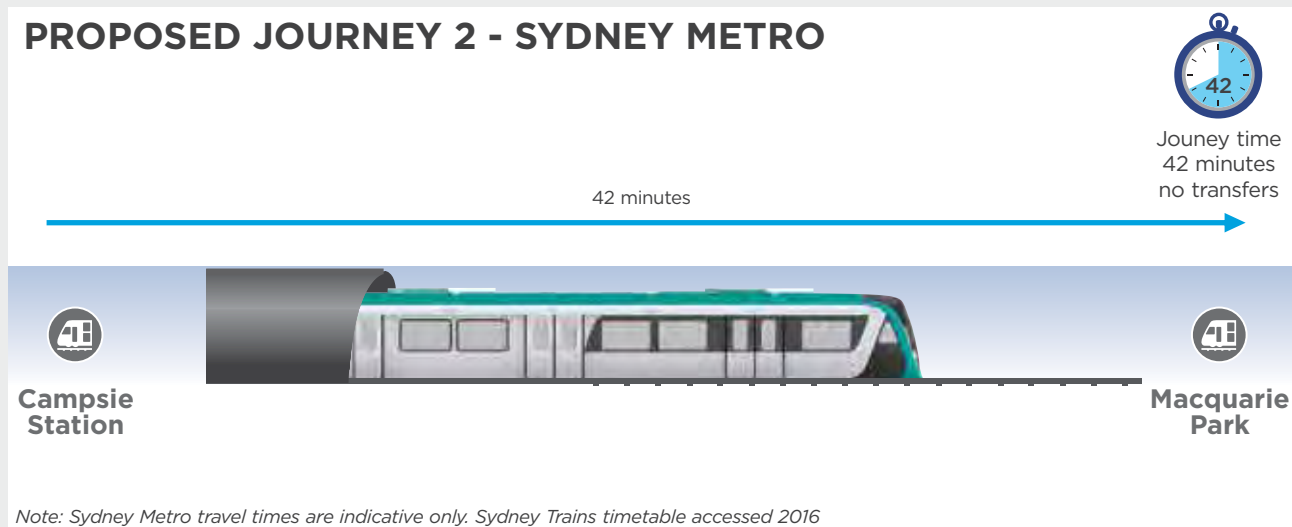 PROPOSED JOURNEY 2 - SYDNEY METRO
42
Jouney time
42 minutes
no transfers
42 minutes
Campsie
Station
Macquarie
Park
Note: Sydney Metro travel times are indicative only. Sydney Trains timetable accessed 2016